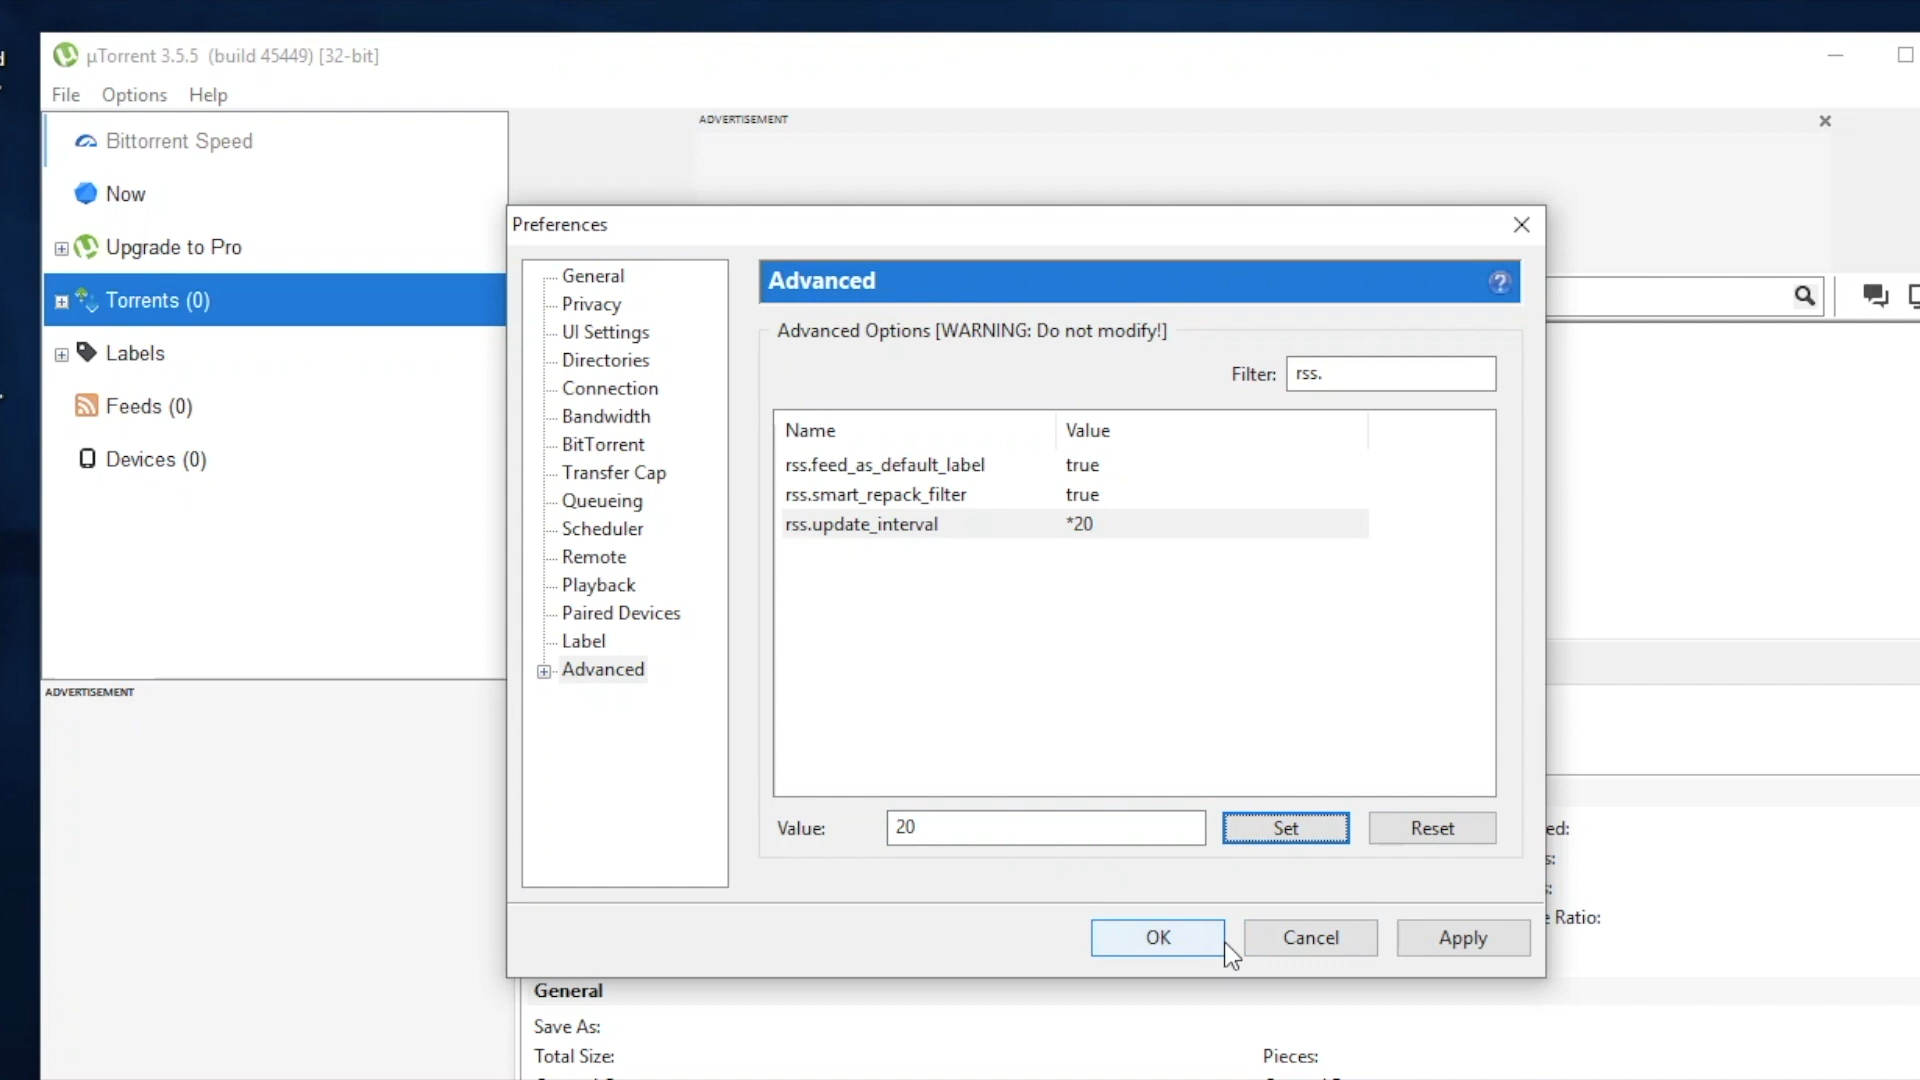 µTorrent 3.5.5 (build 45449) [32-bit]
File Options Help
Bittorrent Speed
Now
Upgrade to Pro
Torrents (0)
Labels
Feeds (0)
Devices (0)
ADVERTISEMENT
ADVERTISEMENT
Preferences
General
Privacy
UI Settings
Directories
Connection
Bandwidth
BitTorrent
Transfer Cap
Queueing
Scheduler
Remote
Playback
Paired Devices
Label
Advanced
Advanced
Advanced Options [WARNING: Do not modify!]
Filter: rss.
Name Value
rss.feed_as_default_label true
rss.smart_repack_filter true
rss.update_interval *20
Value: 20 Set Reset
OK Cancel Apply
ed:
s:
Ratio:
General
Save As:
Total Size: Pieces: